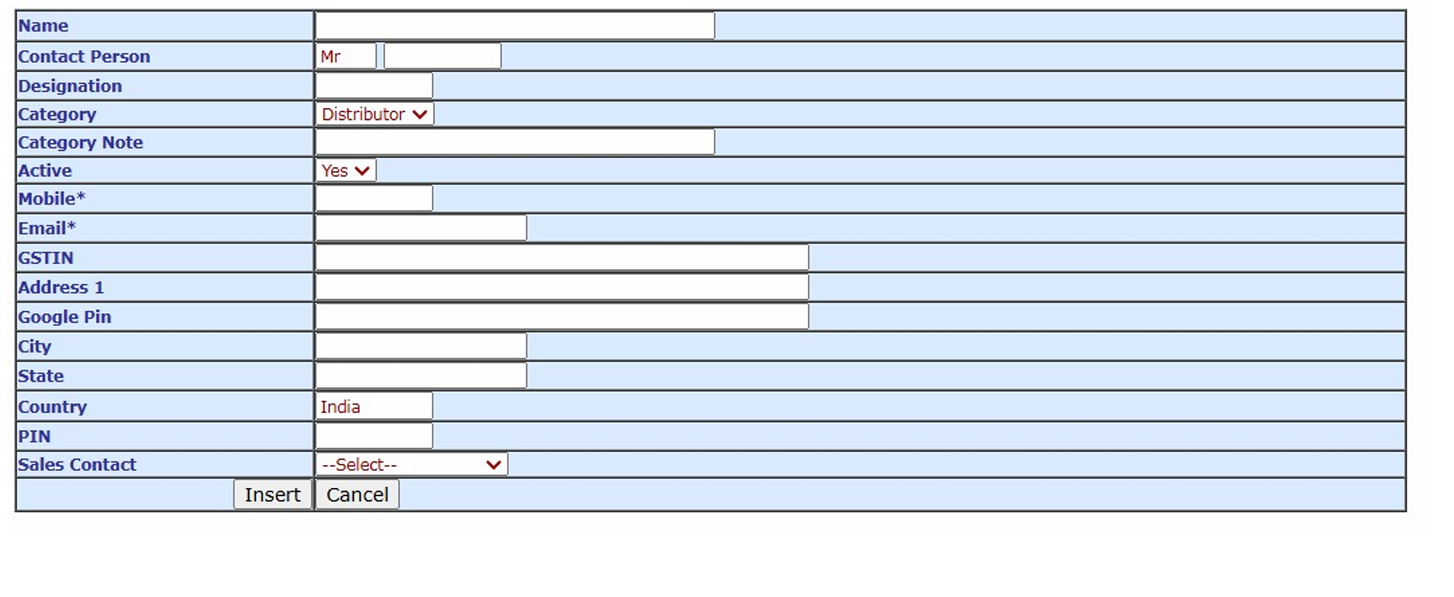 Name
Contact Person Mr
Designation
Category Distributor
Category Note
Active Yes
Mobile*
Email*
GSTIN
Address 1
Google Pin
City
State
Country India
PIN
Sales Contact --Select--
Insert Cancel